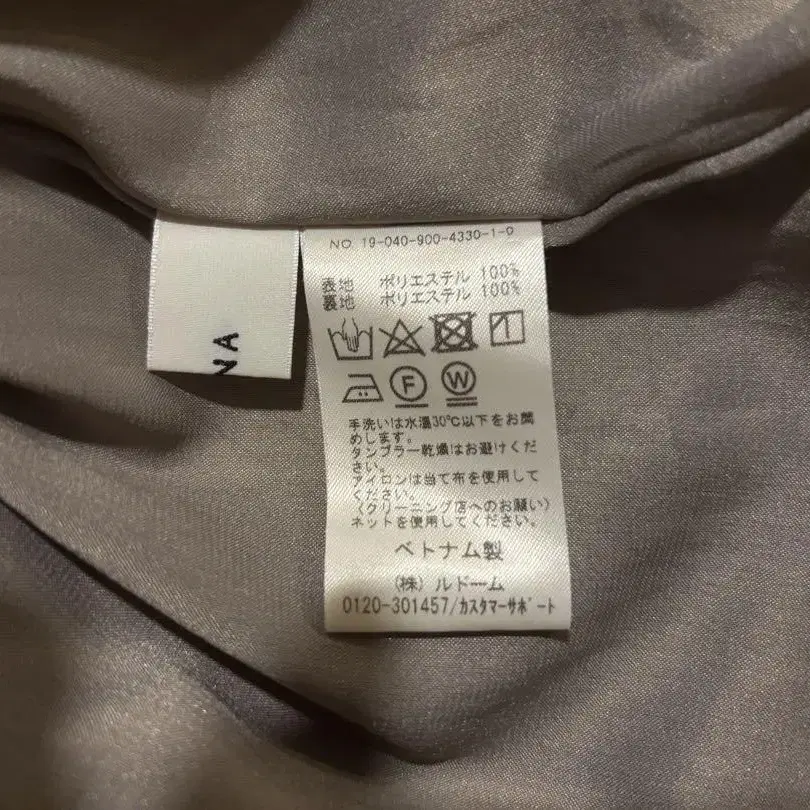 NA
NO. 19-040-900-4330-1-0
表地 ポリエステル 100%
裏地 ポリエステル 100%
F W
手洗いは水温30℃以下をお薦
めします。
タンブラー乾燥はお避けくだ
さい。
アイロンは当て布を使用して
ください。
〈クリーニング店へのお願い〉
ネットを使用してください。
ベトナム製
(株) ルドーム
0120-301457/カスタマーサポート